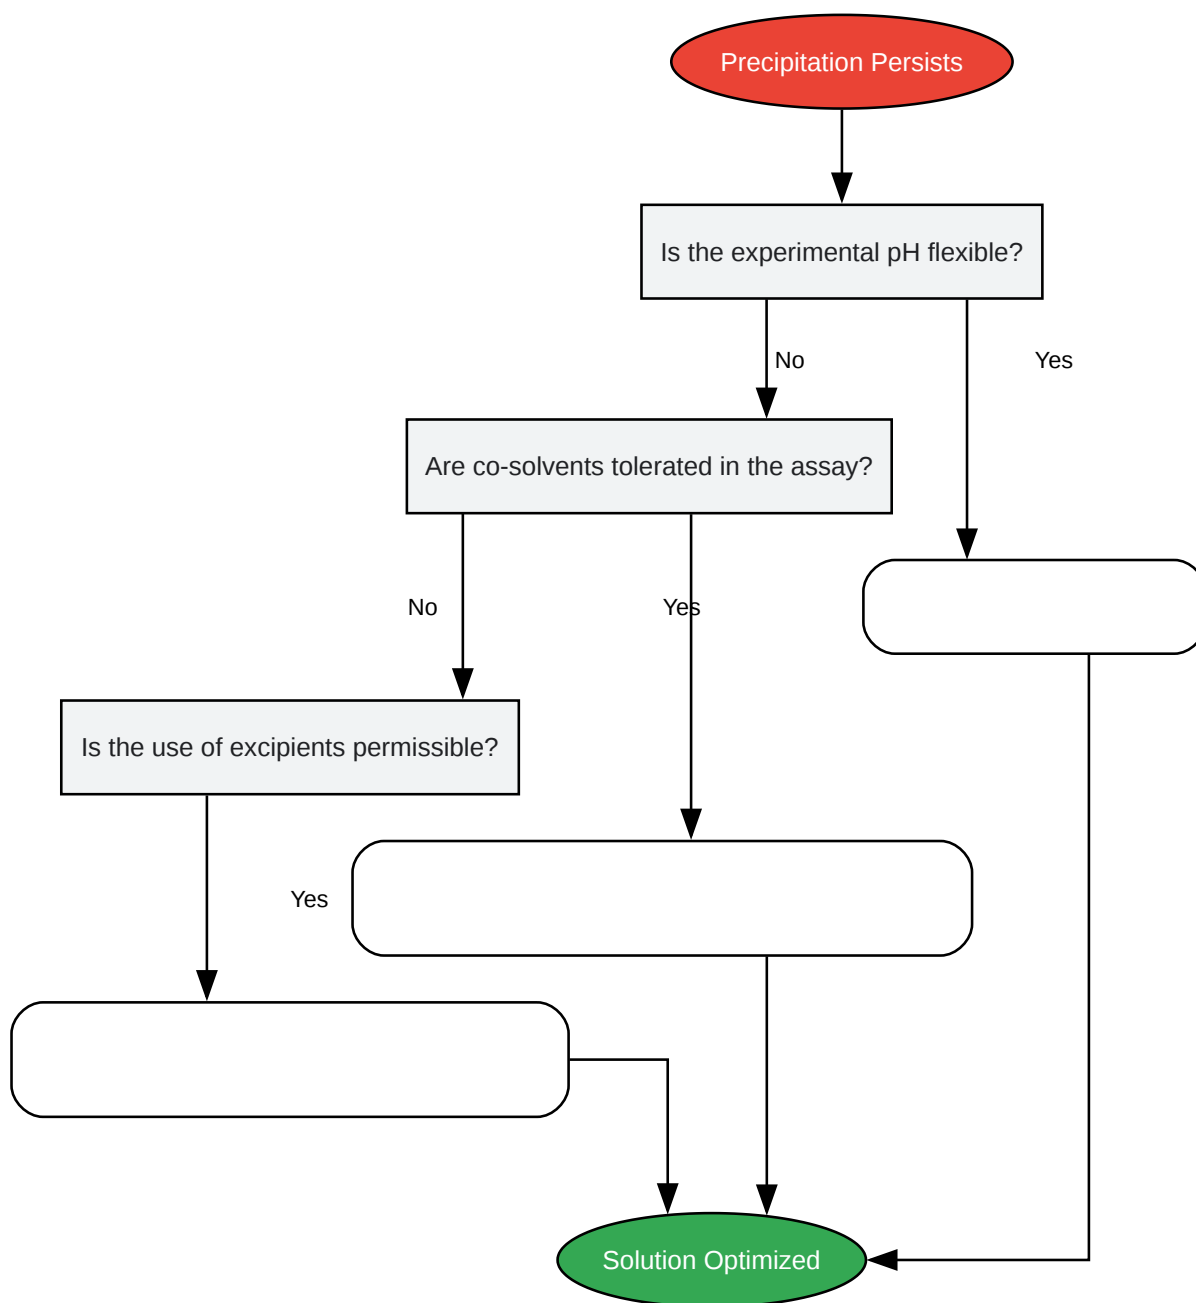 Precipitation Persists
Is the experimental pH flexible?
No
Yes
Are co-solvents tolerated in the assay?
No
Yes
Is the use of excipients permissible?
Yes
Solution Optimized